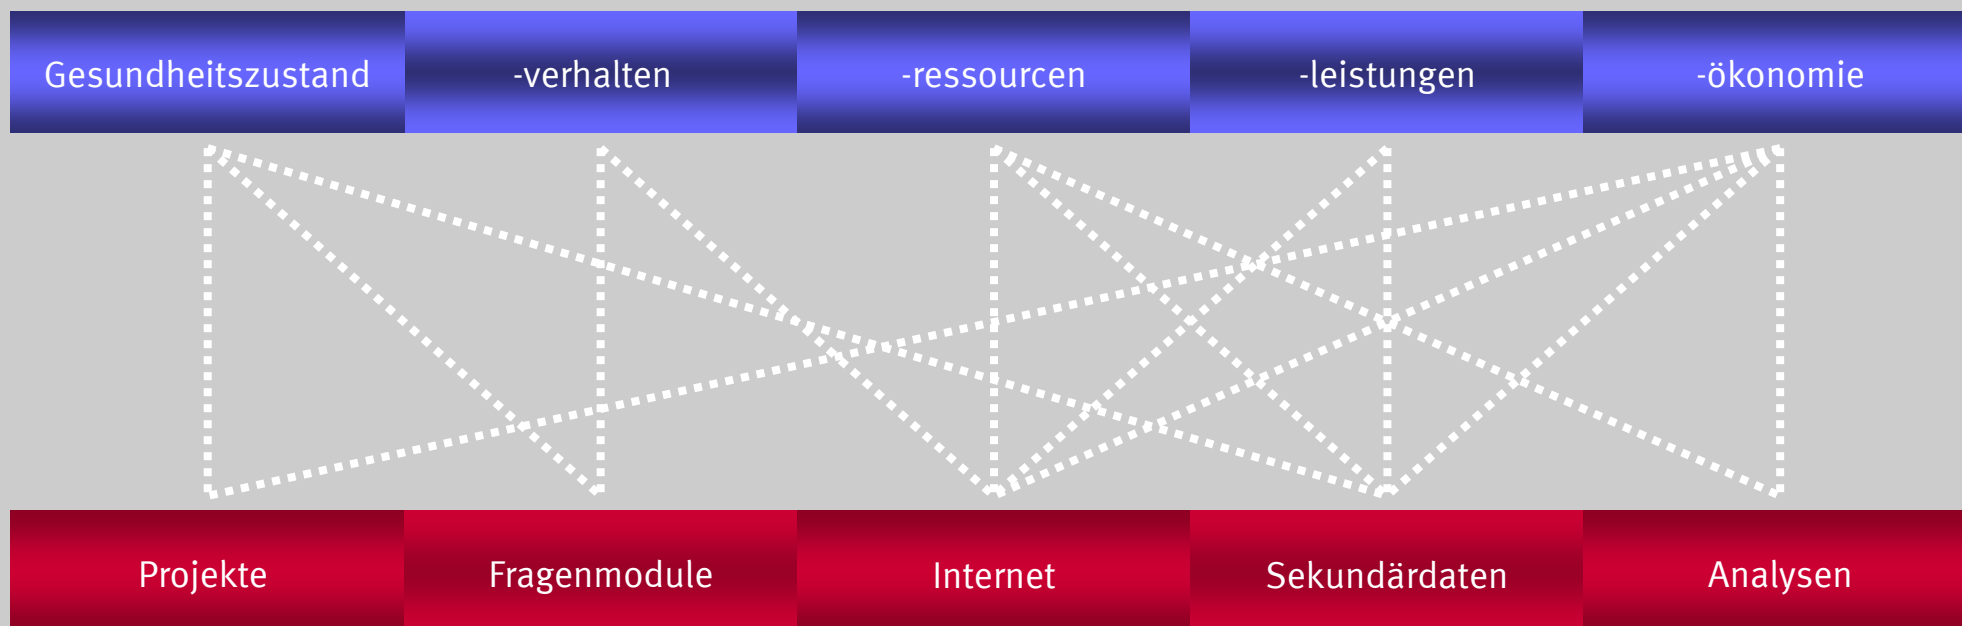 Gesundheitszustand -verhalten -ressourcen -leistungen -ökonomie
Projekte Fragenmodule Internet Sekundärdaten Analysen